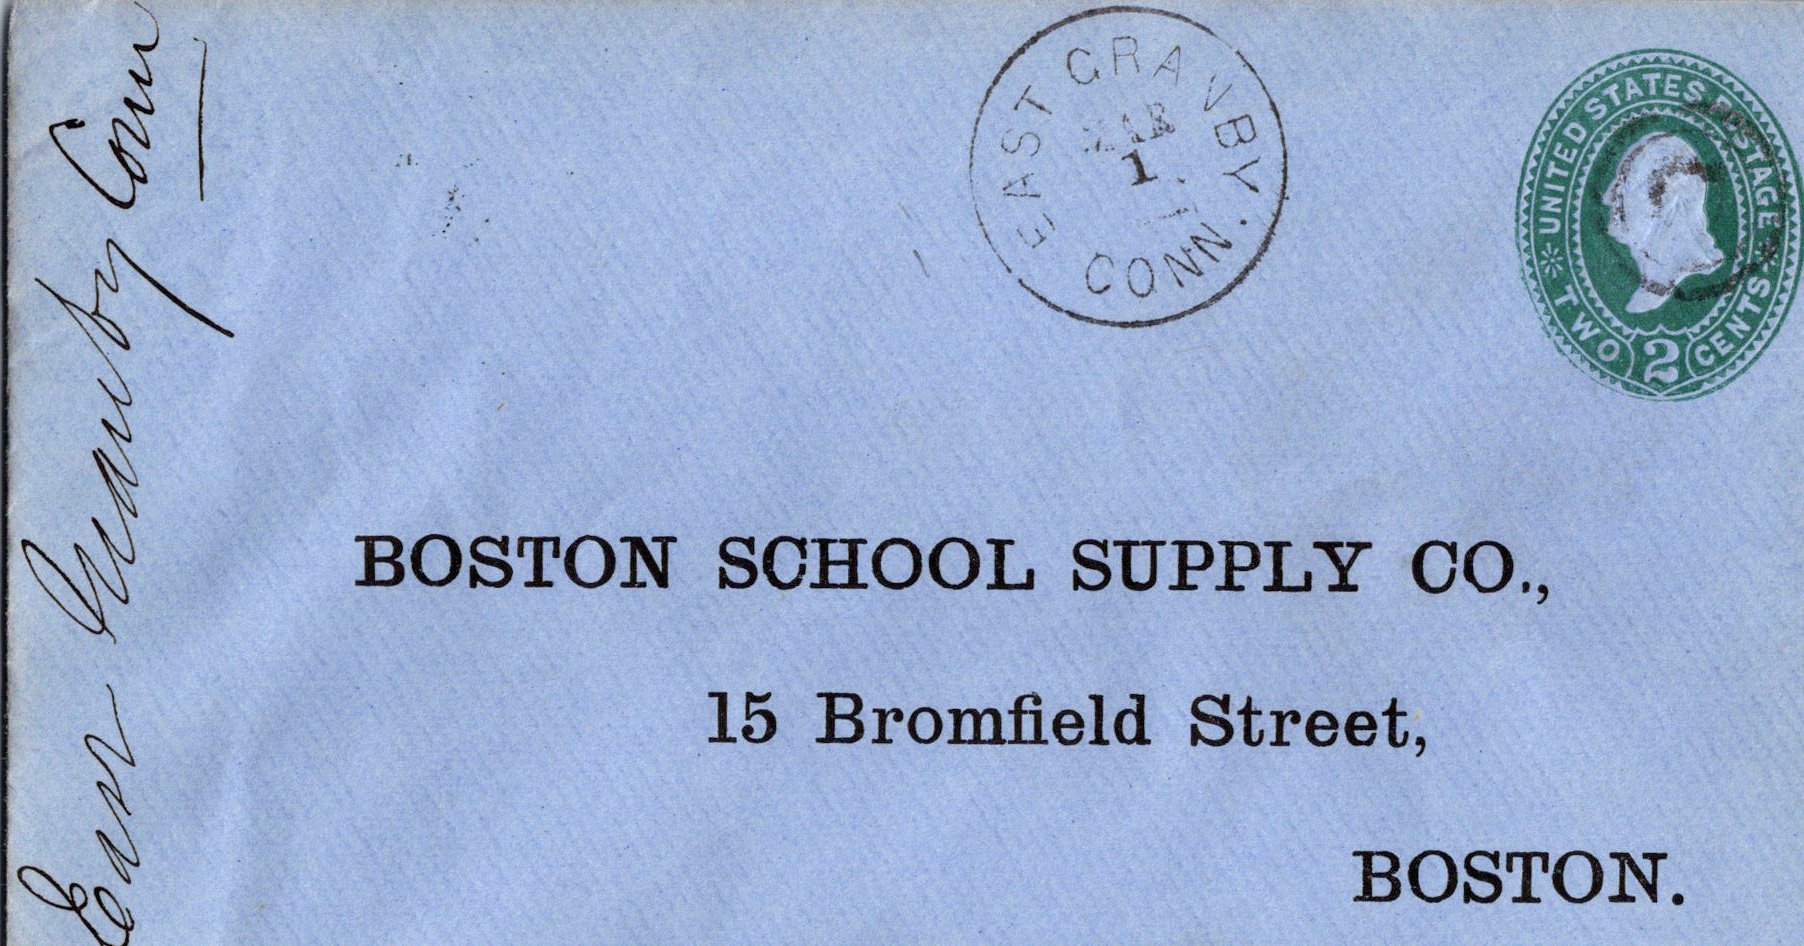 East Granby Conn
EAST GRANBY.
CONN
MAR
1
UNITED STATES POSTAGE
TWO 2 CENTS
BOSTON SCHOOL SUPPLY CO.,
15 Bromfield Street,
BOSTON.